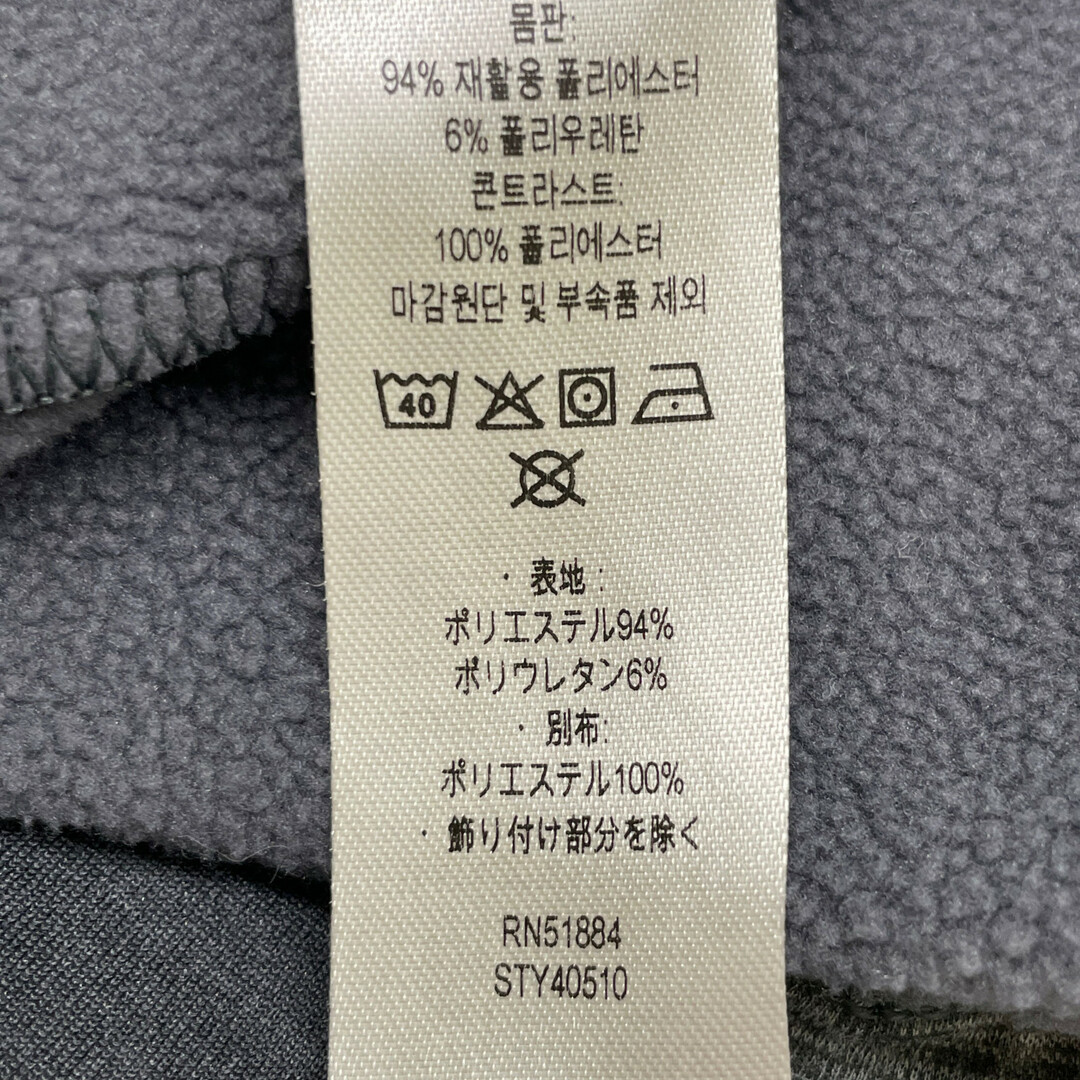 몸판:
94% 재활용 폴리에스터
6% 폴리우레탄
콘트라스트:
100% 폴리에스터
마감원단 및 부속품 제외
40
・表地:
ポリエステル94%
ポリウレタン6%
・別布:
ポリエステル100%
・飾り付け部分を除く
RN51884
STY40510